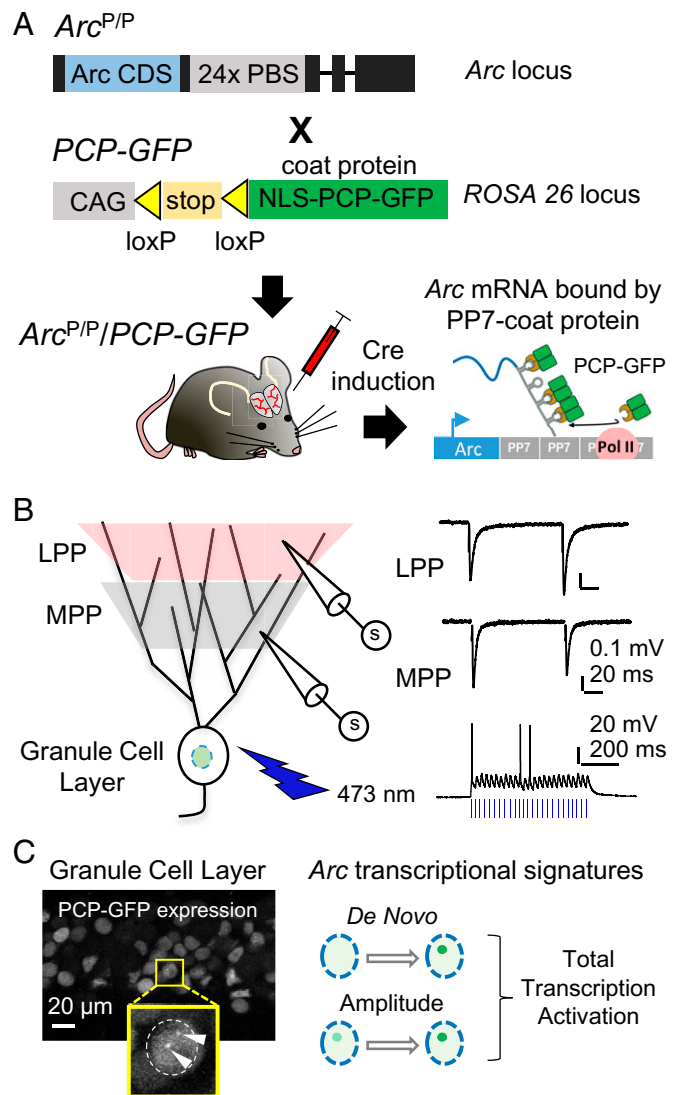 A
Arc^P/P
Arc CDS 24x PBS
Arc locus
X
PCP-GFP
coat protein
CAG stop NLS-PCP-GFP
ROSA 26 locus
loxP loxP
Arc^P/P/PCP-GFP
Cre
induction
Arc mRNA bound by
PP7-coat protein
PCP-GFP
Arc PP7 PP7 P Pol II 7
B
LPP
MPP
S
S
Granule Cell
Layer
473 nm
LPP
MPP
0.1 mV
20 ms
20 mV
200 ms
C
Granule Cell Layer
PCP-GFP expression
20 µm
Arc transcriptional signatures
De Novo
Amplitude
Total
Transcription
Activation